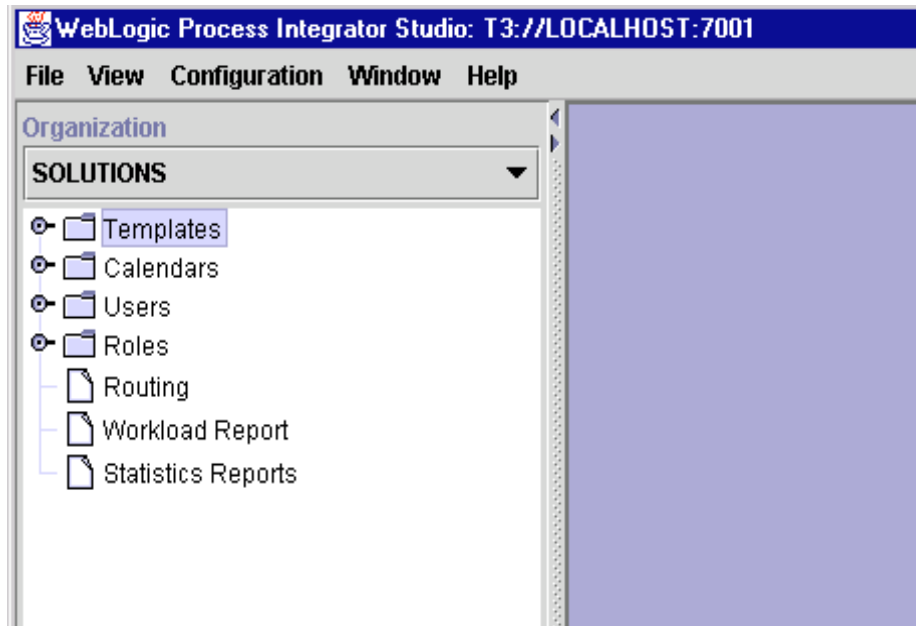 WebLogic Process Integrator Studio: T3://LOCALHOST:7001
File View Configuration Window Help
Organization
SOLUTIONS
Templates
Calendars
Users
Roles
Routing
Workload Report
Statistics Reports